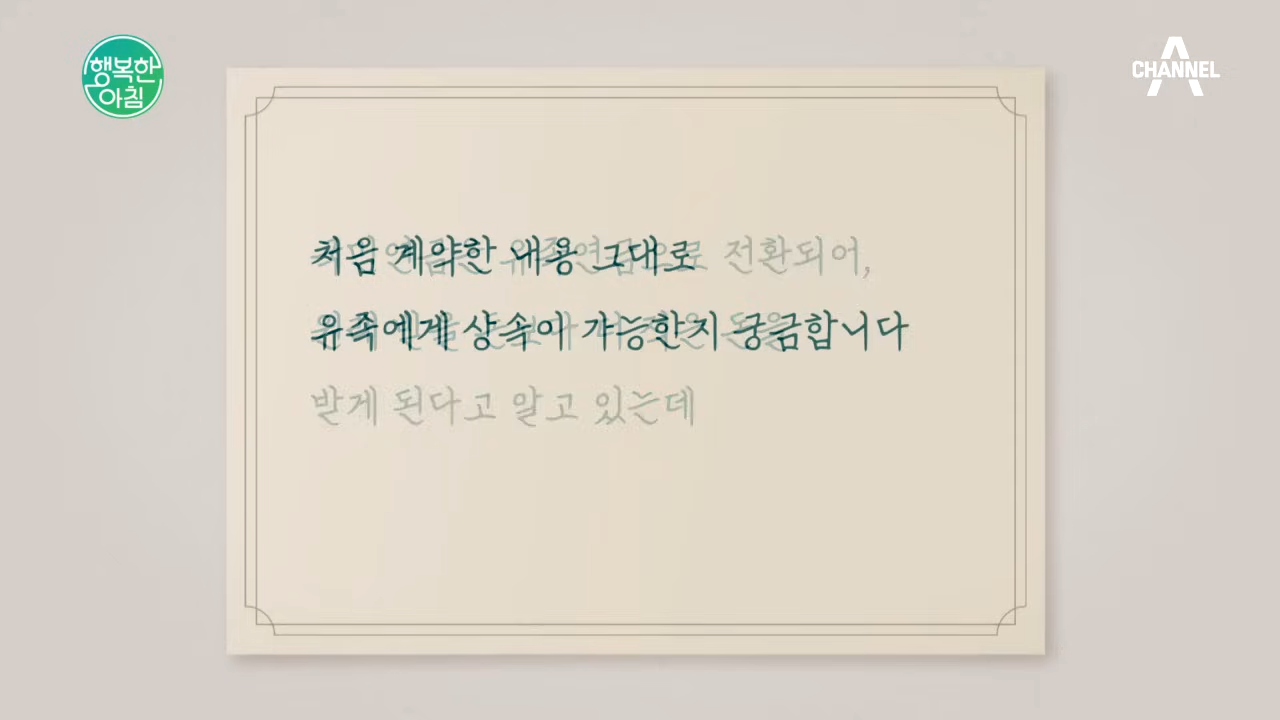 행복한
아침
CHANNEL A
처음 계약한 내용 그대로
유족에게 상속이 가능한지 궁금합니다
전환되어,
받게 된다고 알고 있는데